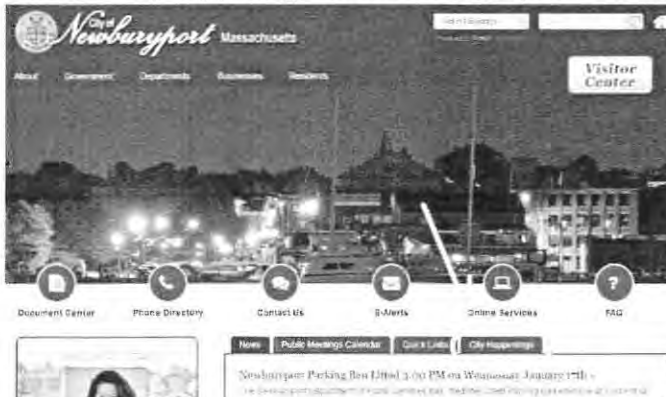 City of
Newburyport Massachusetts
About Government Departments Businesses Residents
Visitor
Center
Document Center Phone Directory Contact Us E-Alerts Online Services FAQ
News Public Meetings Calendar Quick Links City Happenings
Newburyport Parking Ban Lifted 3:00 PM on Wednesday January 17th